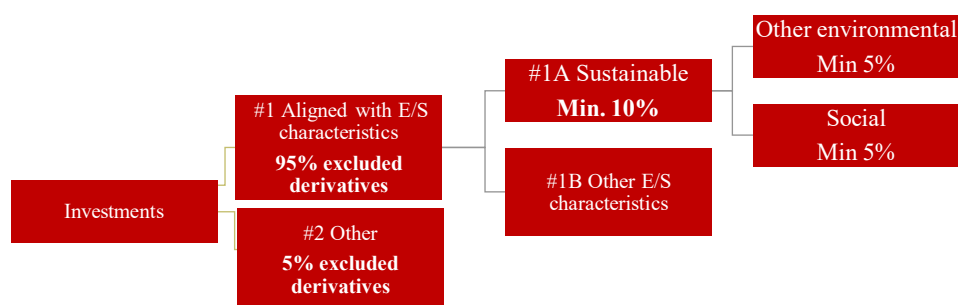 Investments
#1 Aligned with E/S
characteristics
95% excluded
derivatives
#2 Other
5% excluded
derivatives
#1A Sustainable
Min. 10%
#1B Other E/S
characteristics
Other environmental
Min 5%
Social
Min 5%